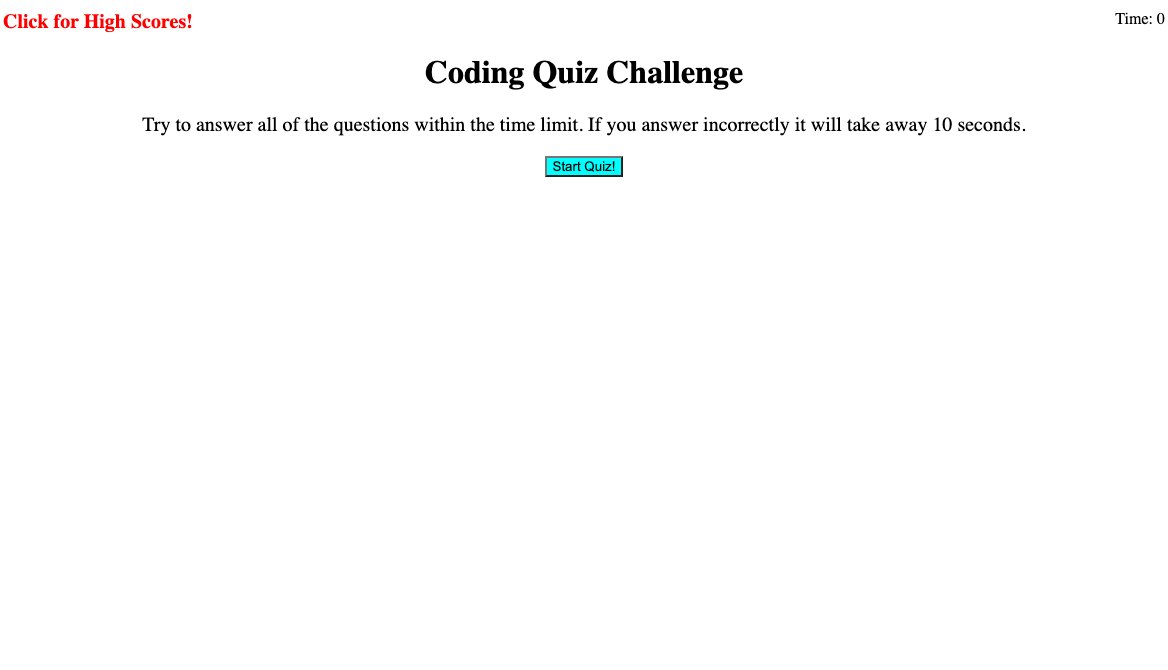 Click for High Scores!
Time: 0
Coding Quiz Challenge
Try to answer all of the questions within the time limit. If you answer incorrectly it will take away 10 seconds.
Start Quiz!